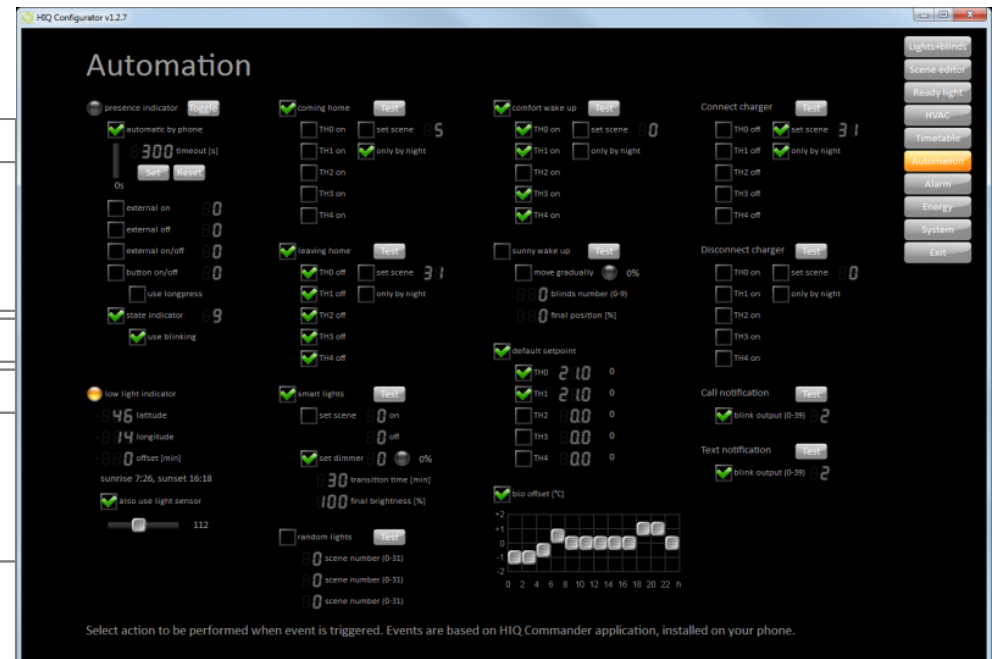 HIQ Configurator v1.2.7
Automation
presence indicator Toggle
automatic by phone
300 timeout [s]
Set Reset
0s
external on 0
external off 0
external on/off 0
button on/off 0
use longpress
state indicator 9
use blinking
low light indicator
46 latitude
14 longitude
0 offset [min]
sunrise 7:26, sunset 16:18
also use light sensor
112
coming home Test
TH0 on set scene 5
TH1 on only by night
TH2 on
TH3 on
TH4 on
leaving home Test
TH0 off set scene 31
TH1 off only by night
TH2 off
TH3 off
TH4 off
smart lights Test
set scene 0 on
0 off
set dimmer 0 0%
30 transition time [min]
100 final brightness [%]
random lights Test
0 scene number (0-31)
0 scene number (0-31)
0 scene number (0-31)
comfort wake up Test
TH0 on set scene 0
TH1 on only by night
TH2 on
TH3 on
TH4 on
sunny wake up Test
move gradually 0%
0 blinds number (0-9)
0 final position [%]
default setpoint
TH0 21.0 0
TH1 21.0 0
TH2 0.0 0
TH3 0.0 0
TH4 0.0 0
bio offset [°C]
+2
+1
0
-1
-2
0 2 4 6 8 10 12 14 16 18 20 22 h
Connect charger Test
TH0 off set scene 31
TH1 off only by night
TH2 off
TH3 off
TH4 off
Disconnect charger Test
TH0 on set scene 0
TH1 on only by night
TH2 on
TH3 on
TH4 on
Call notification Test
blink output (0-39) 2
Text notification Test
blink output (0-39) 2
Lights+blinds
Scene editor
Ready light
HVAC
Timetable
Automation
Alarm
Energy
System
Exit
Select action to be performed when event is triggered. Events are based on HIQ Commander application, installed on your phone.